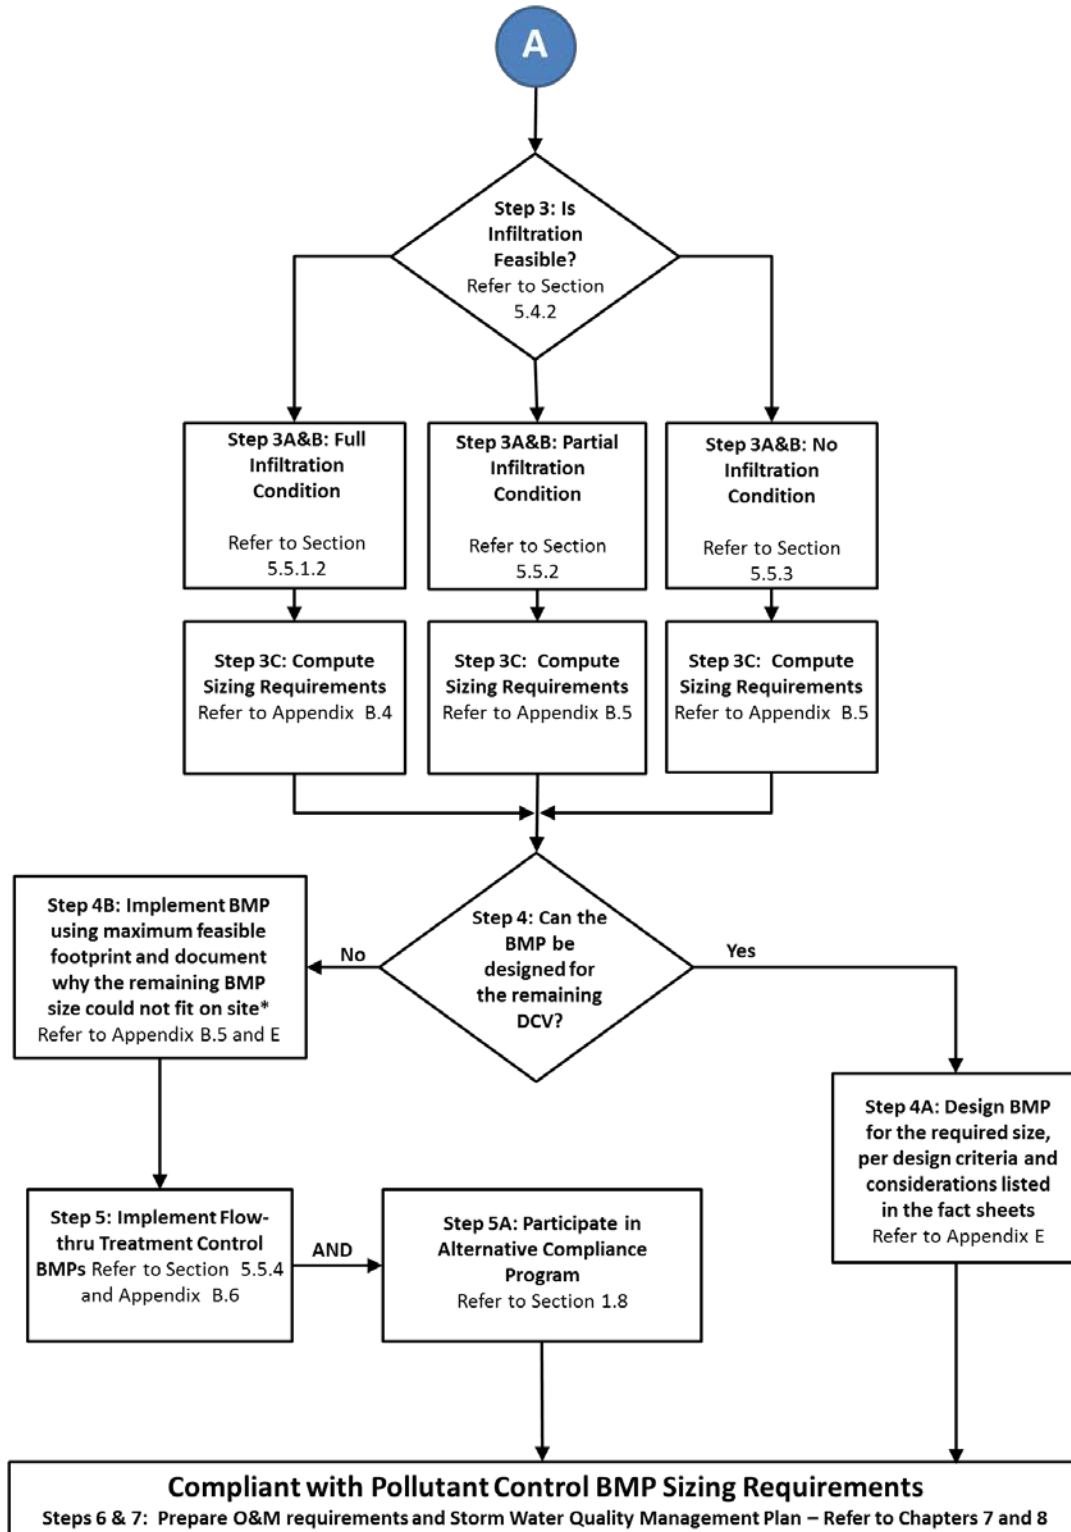 A
Step 3: Is
Infiltration
Feasible?
Refer to Section
5.4.2
Step 3A&B: Full
Infiltration
Condition
Refer to Section
5.5.1.2
Step 3A&B: Partial
Infiltration
Condition
Refer to Section
5.5.2
Step 3A&B: No
Infiltration
Condition
Refer to Section
5.5.3
Step 3C: Compute
Sizing Requirements
Refer to Appendix B.4
Step 3C: Compute
Sizing Requirements
Refer to Appendix B.5
Step 3C: Compute
Sizing Requirements
Refer to Appendix B.5
Step 4: Can the
BMP be
designed for
the remaining
DCV?
No
Yes
Step 4B: Implement BMP
using maximum feasible
footprint and document
why the remaining BMP
size could not fit on site*
Refer to Appendix B.5 and E
Step 4A: Design BMP
for the required size,
per design criteria and
considerations listed
in the fact sheets
Refer to Appendix E
Step 5: Implement Flow-
thru Treatment Control
BMPs Refer to Section 5.5.4
and Appendix B.6
AND
Step 5A: Participate in
Alternative Compliance
Program
Refer to Section 1.8
Compliant with Pollutant Control BMP Sizing Requirements
Steps 6 & 7: Prepare O&M requirements and Storm Water Quality Management Plan – Refer to Chapters 7 and 8